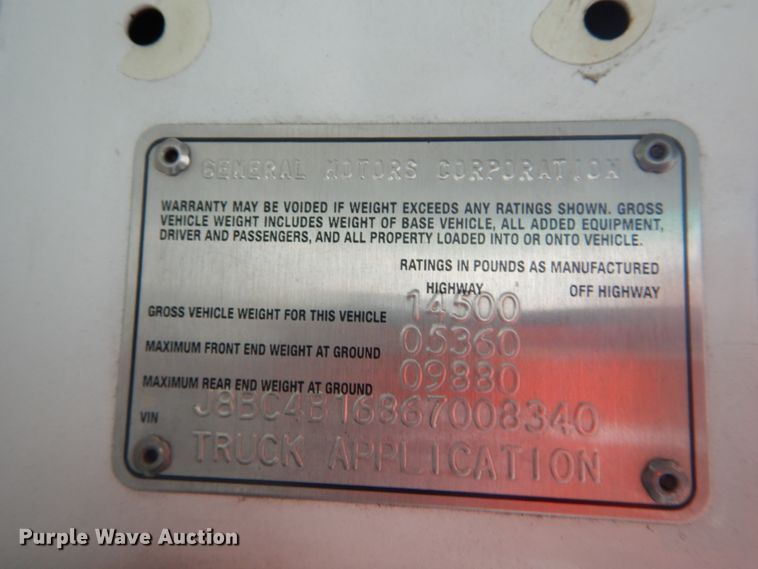 GENERAL MOTORS CORPORATION
WARRANTY MAY BE VOIDED IF WEIGHT EXCEEDS ANY RATINGS SHOWN. GROSS
VEHICLE WEIGHT INCLUDES WEIGHT OF BASE VEHICLE, ALL ADDED EQUIPMENT,
DRIVER AND PASSENGERS, AND ALL PROPERTY LOADED INTO OR ONTO VEHICLE.
RATINGS IN POUNDS AS MANUFACTURED
HIGHWAY OFF HIGHWAY
GROSS VEHICLE WEIGHT FOR THIS VEHICLE 14500
MAXIMUM FRONT END WEIGHT AT GROUND 05360
MAXIMUM REAR END WEIGHT AT GROUND 09880
VIN J8BC4B16867008340
TRUCK APPLICATION
Purple Wave Auction